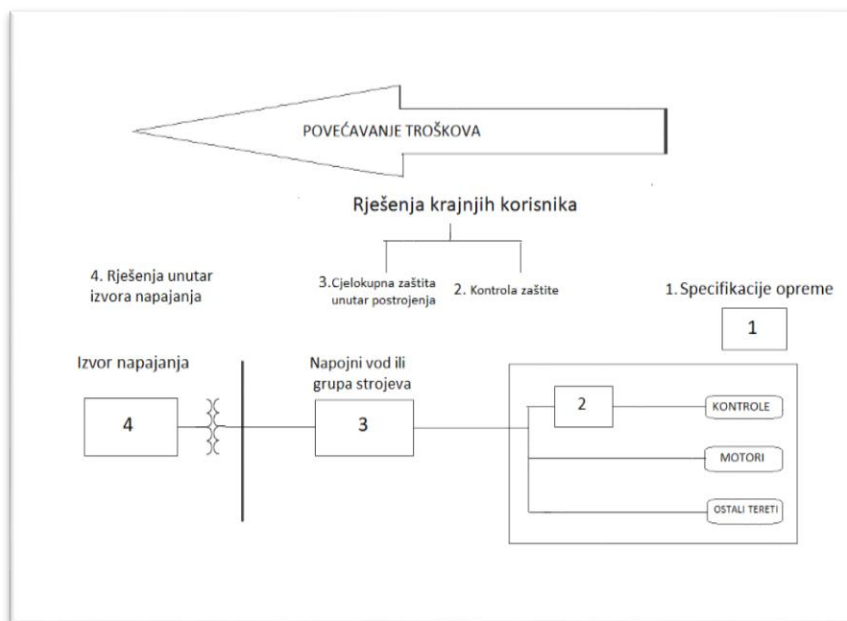 POVEĆAVANJE TROŠKOVA
Rješenja krajnjih korisnika
4. Rješenja unutar
izvora napajanja
3.Cjelokupna zaštita
unutar postrojenja
2. Kontrola zaštite
1. Specifikacije opreme
1
Izvor napajanja
Napojni vod ili
grupa strojeva
4
3
2
KONTROLE
MOTORI
OSTALI TERETI